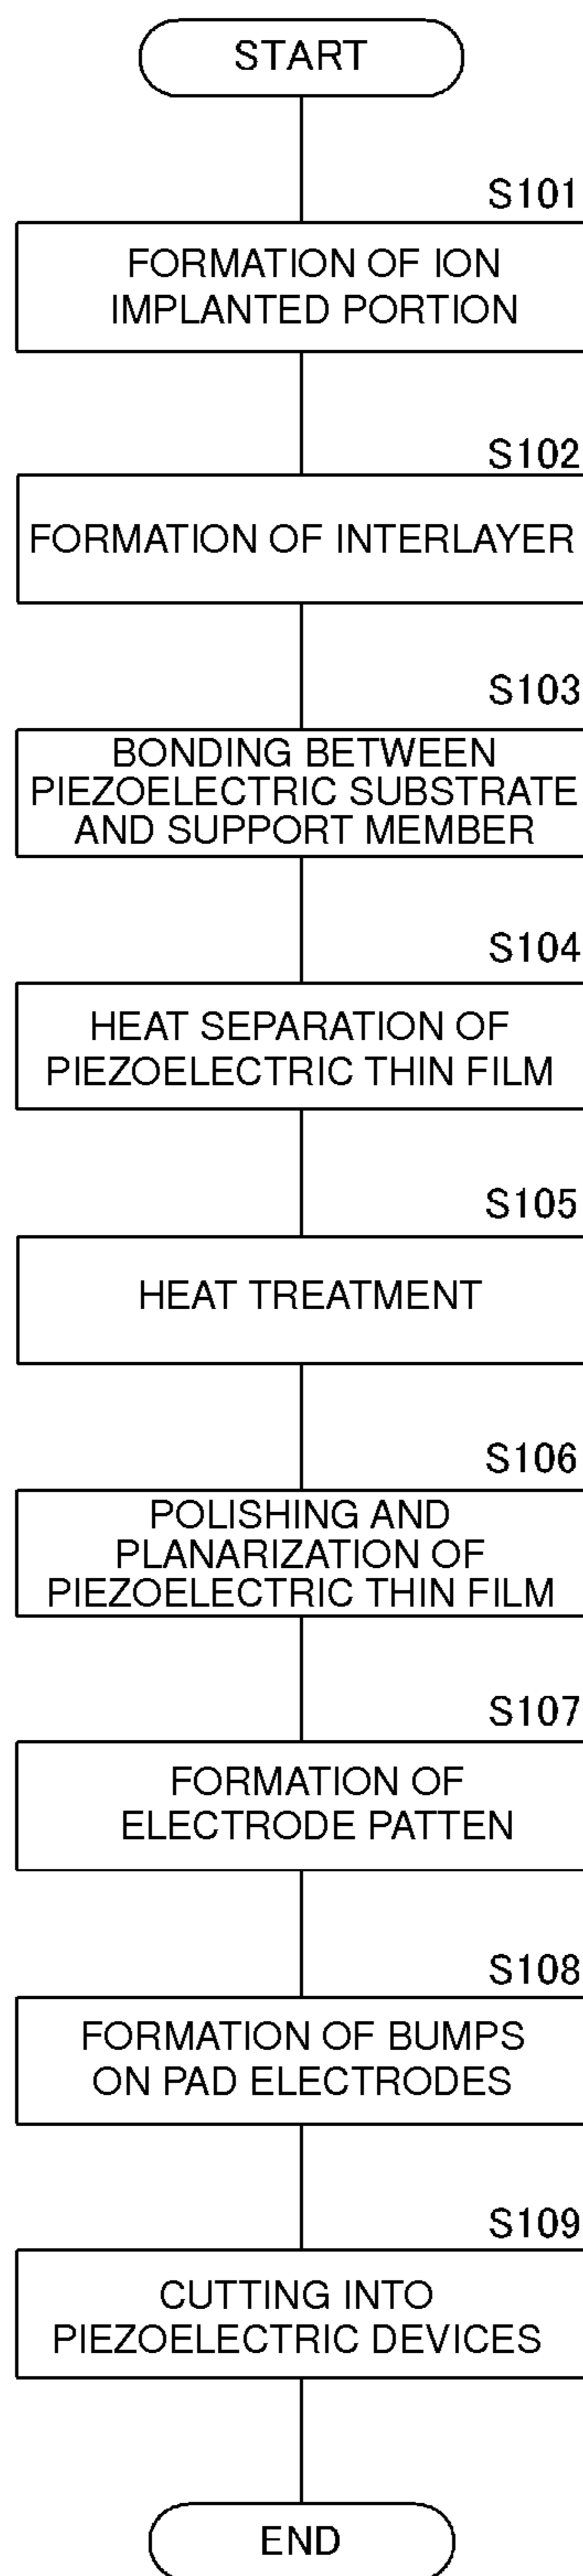 START
S101
FORMATION OF ION
IMPLANTED PORTION
S102
FORMATION OF INTERLAYER
S103
BONDING BETWEEN
PIEZOELECTRIC SUBSTRATE
AND SUPPORT MEMBER
S104
HEAT SEPARATION OF
PIEZOELECTRIC THIN FILM
S105
HEAT TREATMENT
S106
POLISHING AND
PLANARIZATION OF
PIEZOELECTRIC THIN FILM
S107
FORMATION OF
ELECTRODE PATTEN
S108
FORMATION OF BUMPS
ON PAD ELECTRODES
S109
CUTTING INTO
PIEZOELECTRIC DEVICES
END